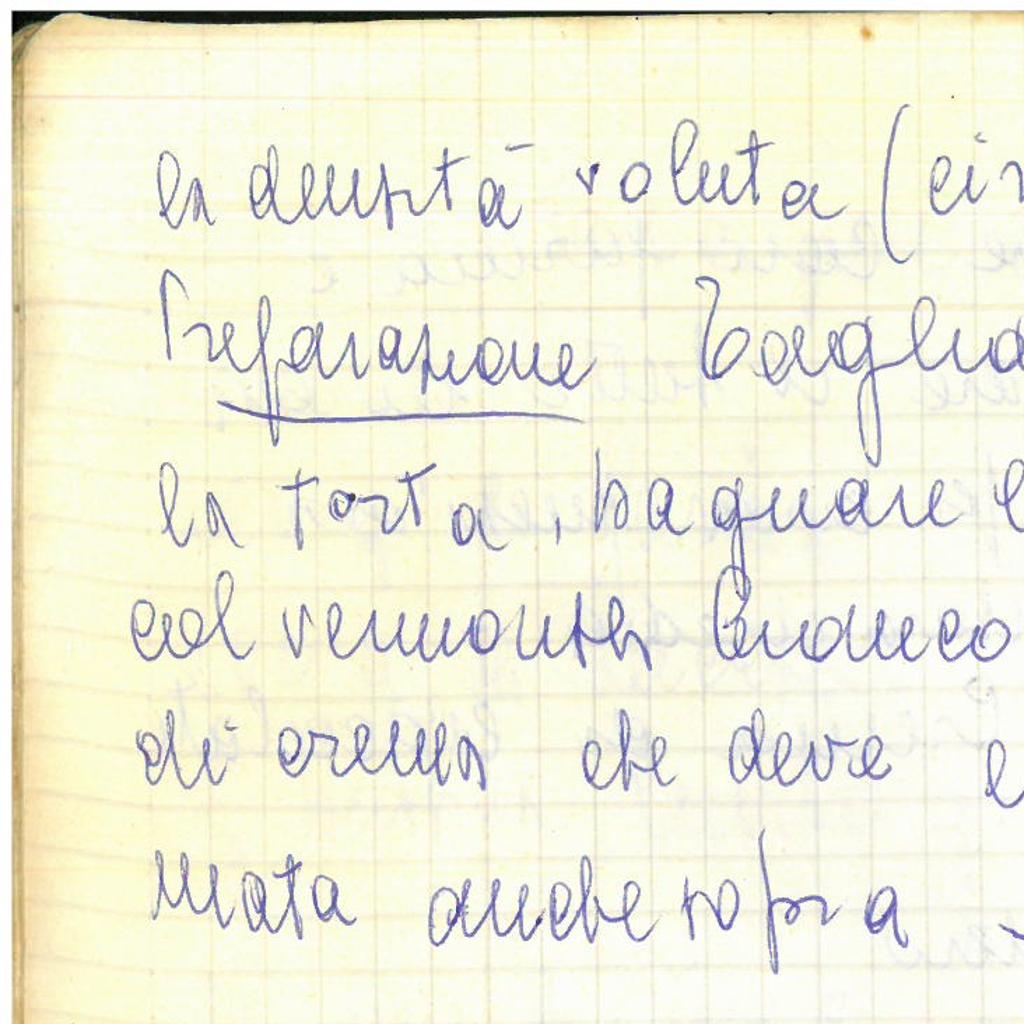 la densità voluta (cir
Preparazione Taglia
la torta, bagnare l
col vermouth bianco
di crema che deve e
mata anche sopra